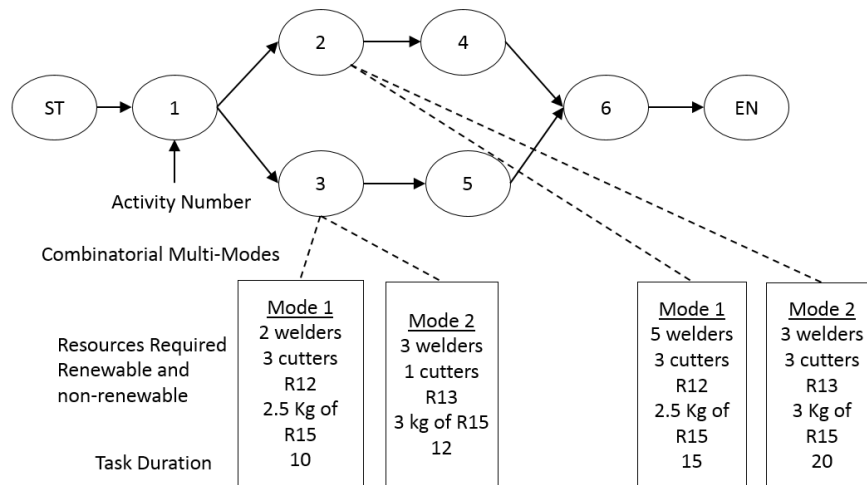 2
4
ST
1
6
EN
3
5
Activity Number
Combinatorial Multi-Modes
Resources Required
Renewable and
non-renewable
Task Duration
Mode 1
2 welders
3 cutters
R12
2.5 Kg of
R15
10
Mode 2
3 welders
1 cutters
R13
3 kg of R15
12
Mode 1
5 welders
3 cutters
R12
2.5 Kg of
R15
15
Mode 2
3 welders
3 cutters
R13
3 Kg of
R15
20